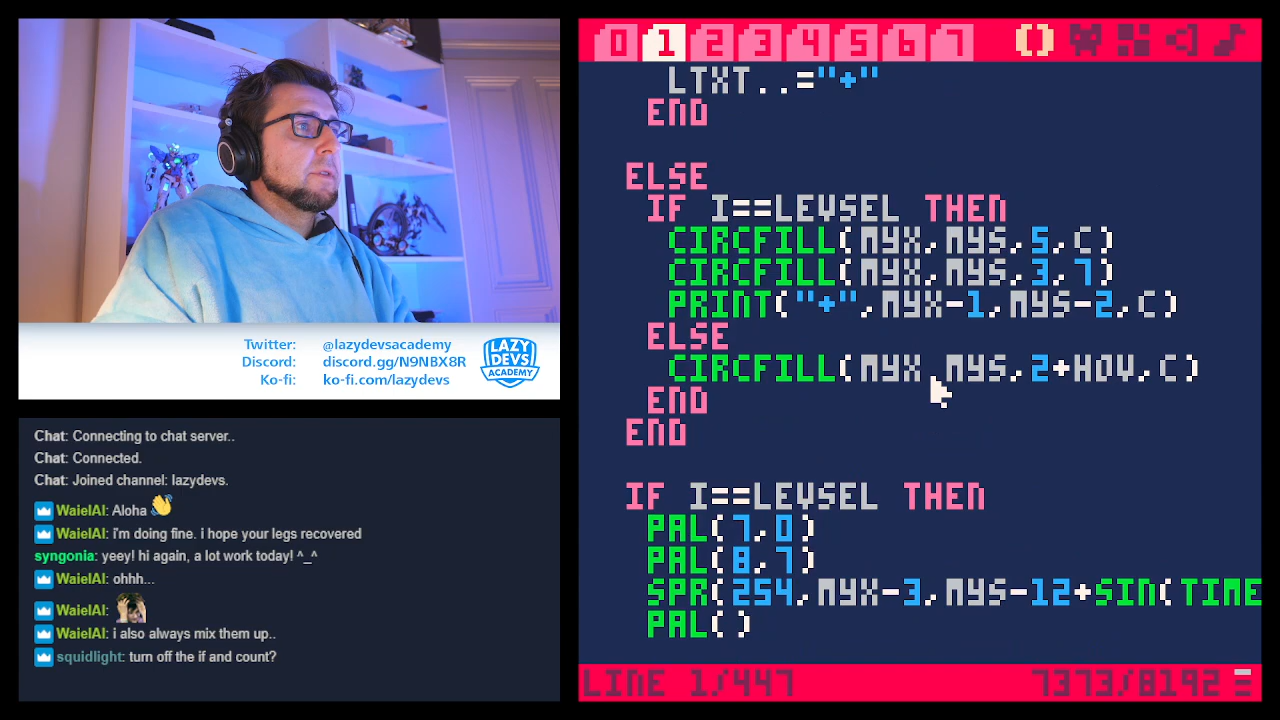 Twitter: @lazydevsacademy
Discord: discord.gg/N9NBX8R
Ko-fi: ko-fi.com/lazydevs
LAZY
DEVS
ACADEMY
Chat: Connecting to chat server..
Chat: Connected.
Chat: Joined channel: lazydevs.
WaielAI: Aloha
WaielAI: i'm doing fine. i hope your legs recovered
syngonia: yeey! hi again, a lot work today! ^_^
WaielAI: ohhh...
WaielAI:
WaielAI: i also always mix them up..
squidlight: turn off the if and count?
0 1 2 3 4 5 6 7 ()
LTXT..="+"
END
ELSE
IF I==LEVSEL THEN
CIRCFILL(MYX,MYS,5,C)
CIRCFILL(MYX,MYS,3,7)
PRINT("+",MYX-1,MYS-2,C)
ELSE
CIRCFILL(MYX,MYS,2+HOV,C)
END
END
IF I==LEVSEL THEN
PAL(7,0)
PAL(8,7)
SPR(254,MYX-3,MYS-12+SIN(TIME
PAL()
LINE 1/447 7373/8192